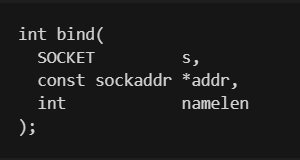 int bind(
  SOCKET         s,
  const sockaddr *addr,
  int            namelen
);